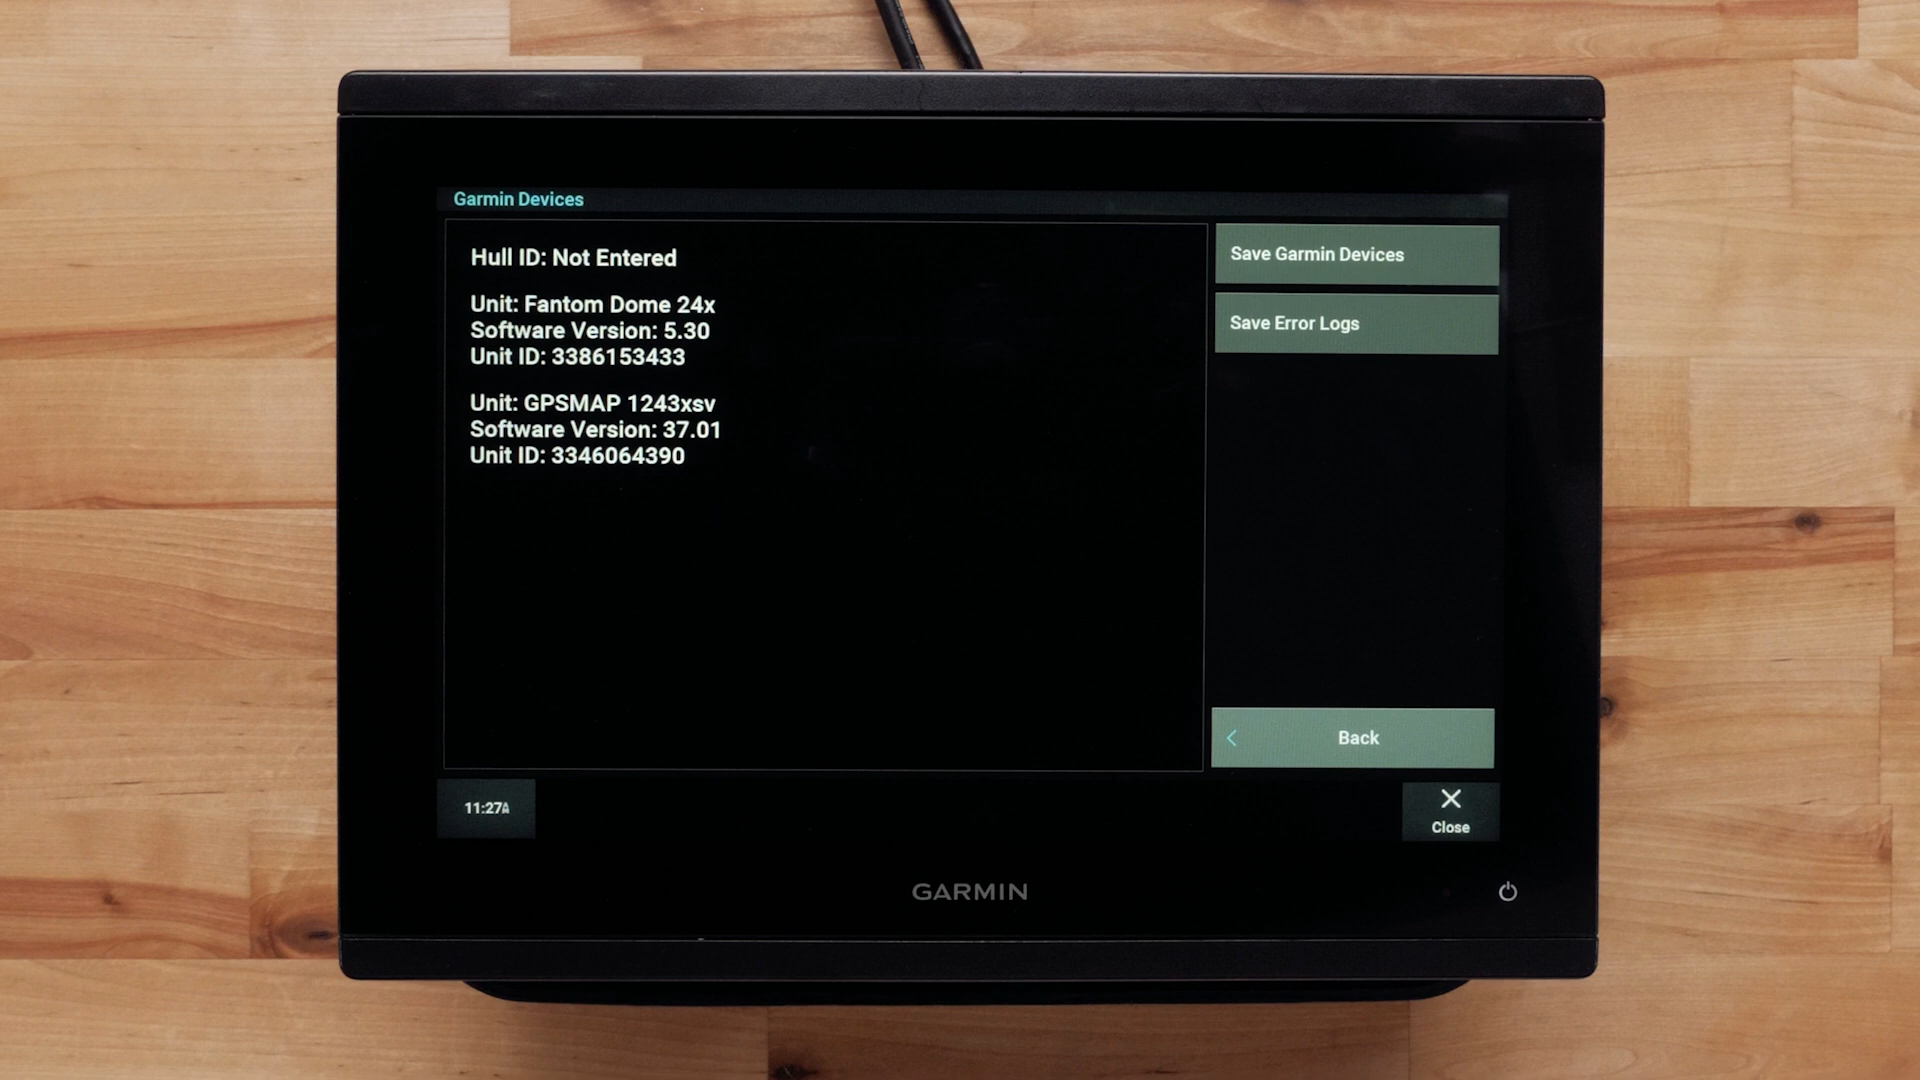 Garmin Devices
Hull ID: Not Entered
Unit: Fantom Dome 24x
Software Version: 5.30
Unit ID: 3386153433
Unit: GPSMAP 1243xsv
Software Version: 37.01
Unit ID: 3346064390
Save Garmin Devices
Save Error Logs
Back
11:27A
Close
GARMIN